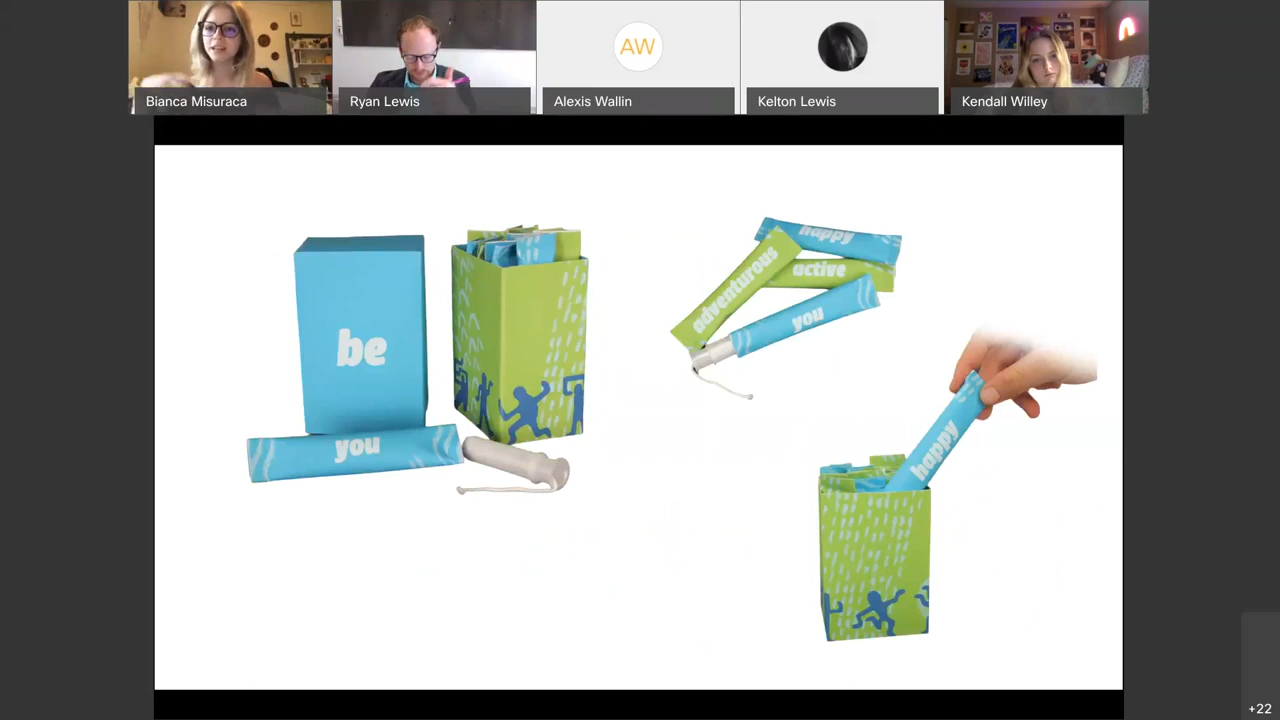 AW
Bianca Misuraca
Ryan Lewis
Alexis Wallin
Kelton Lewis
Kendall Willey
be
you
happy
adventurous
active
you
happy
+22